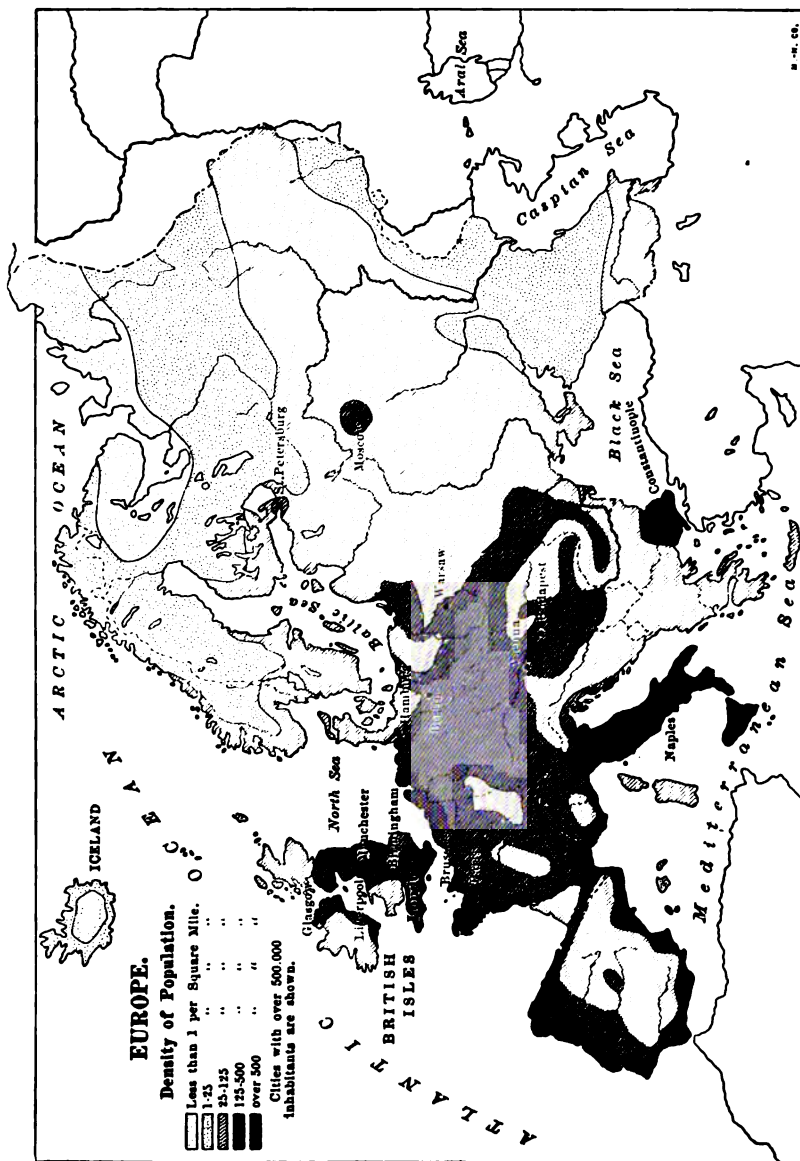 EUROPE.
Density of Population.
Less than 1 per Square Mile.
1-25 " " "
25-125 " " "
125-500 " " "
over 500 " " "
Cities with over 500.000
inhabitants are shown.
ICELAND
ARCTIC OCEAN
ATLANTIC OCEAN
BRITISH
ISLES
North Sea
Baltic Sea
Glasgow
Manchester
Birmingham
St. Petersburg
Moscow
Warsaw
Hamburg
Naples
Constantinople
Black Sea
Caspian Sea
Aral Sea
Mediterranean Sea